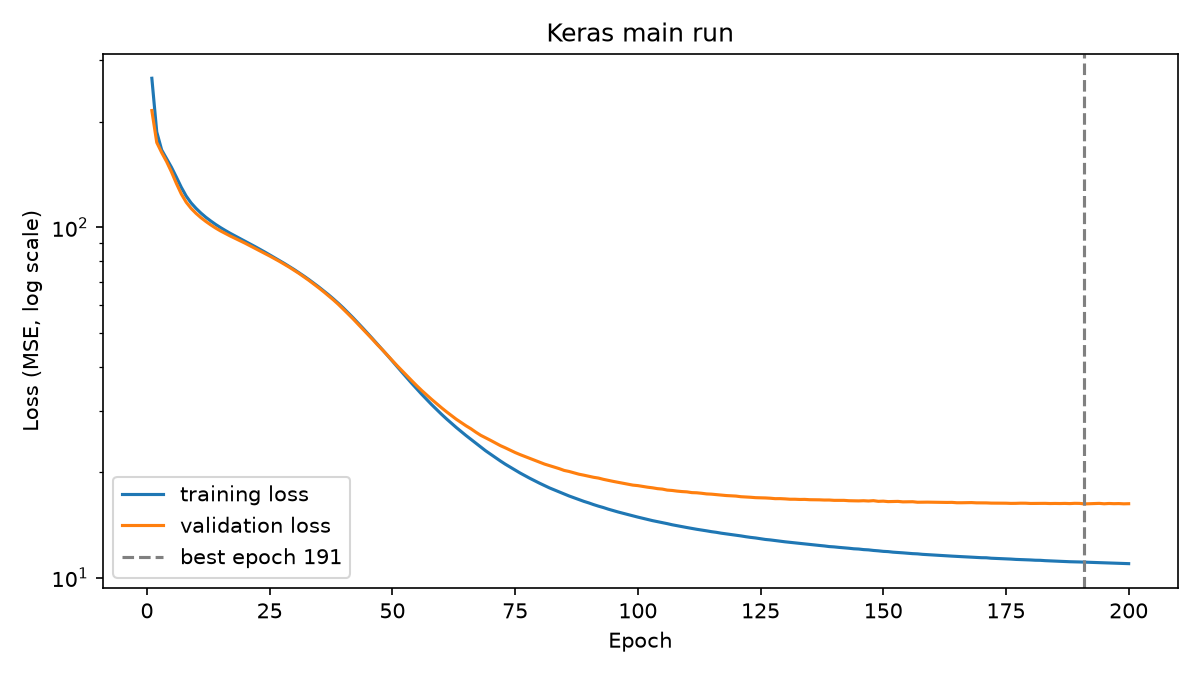 Keras main run
Loss (MSE, log scale)
10²
10¹
training loss
validation loss
best epoch 191
0 25 50 75 100 125 150 175 200
Epoch